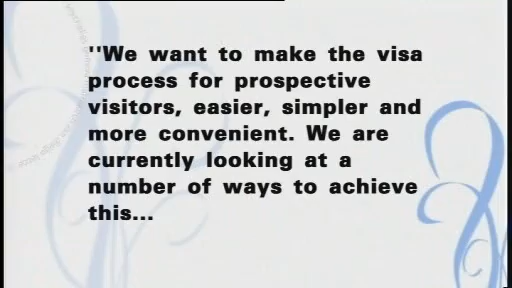 "We want to make the visa
process for prospective
visitors, easier, simpler and
more convenient. We are
currently looking at a
number of ways to achieve
this...